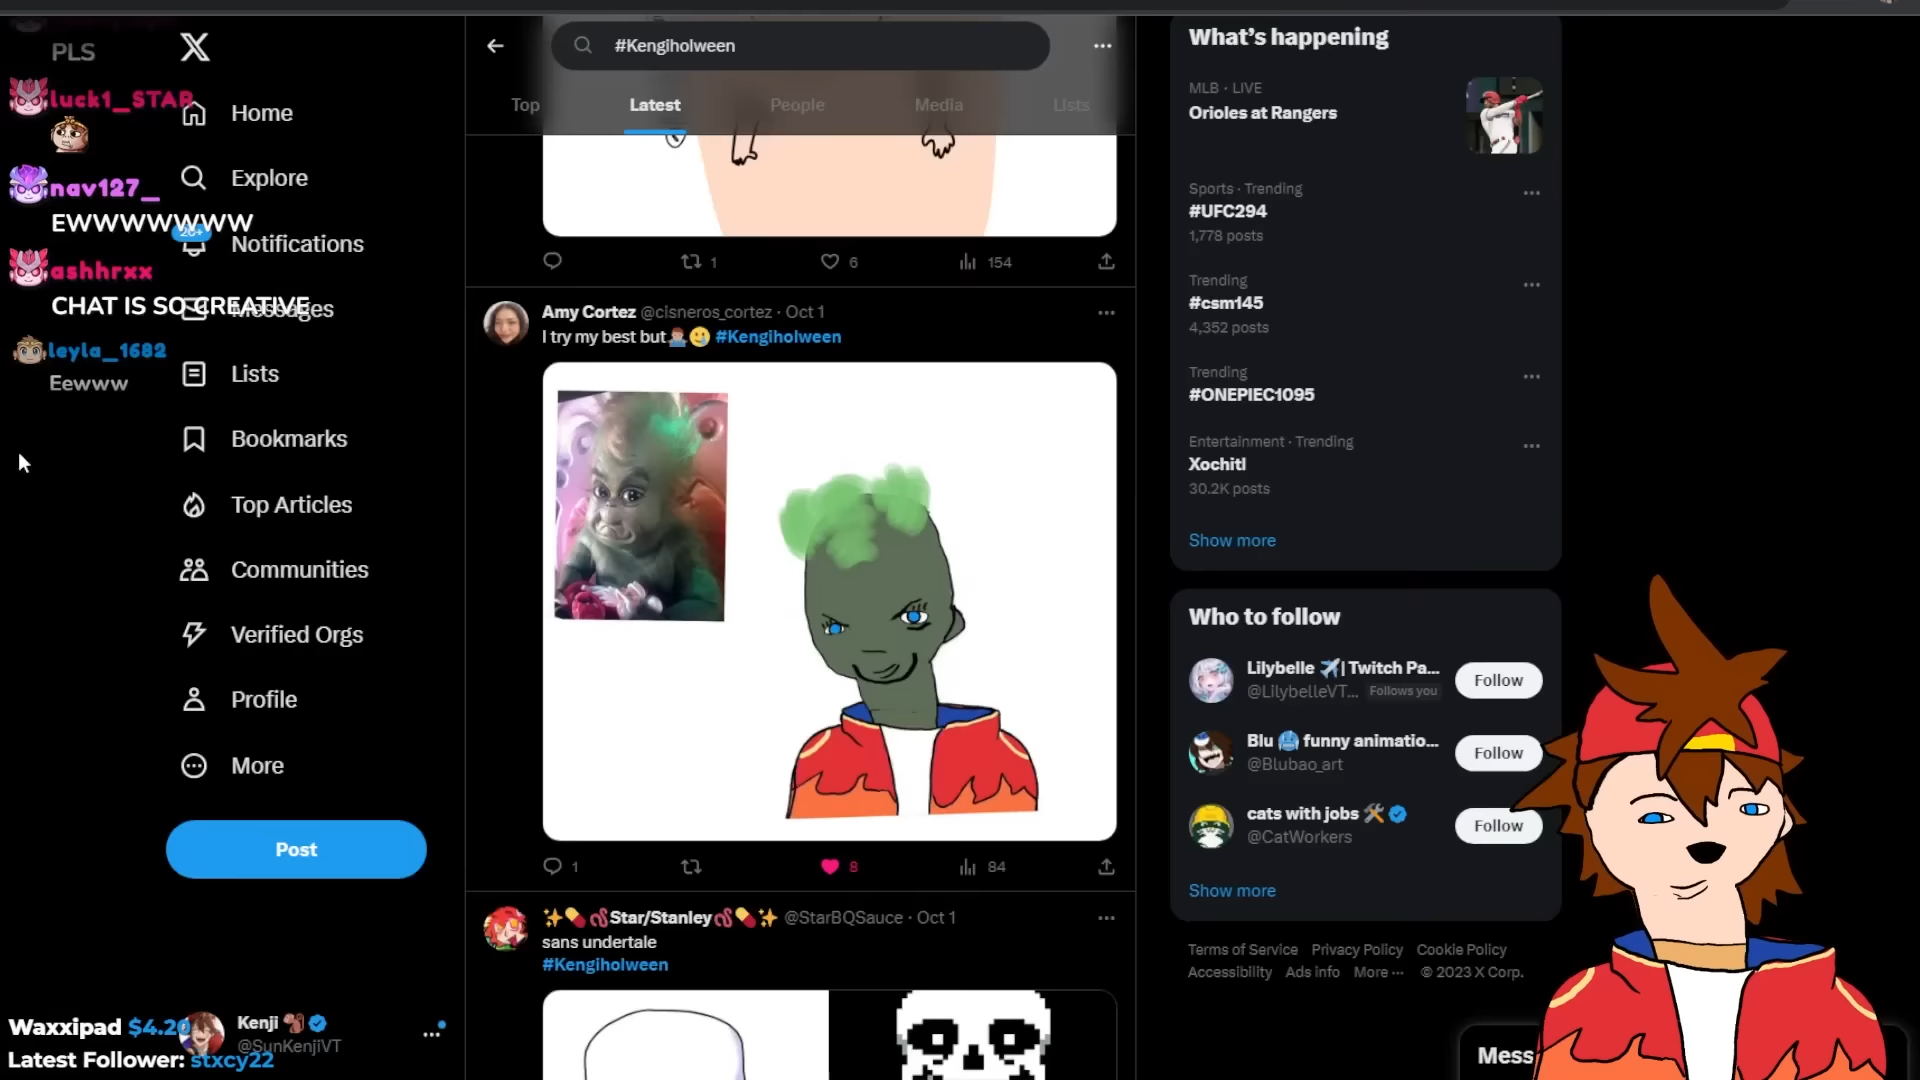 PLS
luck1_STAR
nav127_
EWWWWWWW
ashhrxx
CHAT IS SO CREATIVE
leyla_1682
Eewww
Home
Explore
20+
Notifications
Messages
Lists
Bookmarks
Top Articles
Communities
Verified Orgs
Profile
More
Post
Kenji
@SunKenjiVT
Waxxipad $4.20
Latest Follower: stxcy22
#Kengiholween
Top
Latest
People
Media
Lists
1
6
154
Amy Cortez @cisneros_cortez · Oct 1
I try my best but🤷🏽‍♂️🥲 #Kengiholween
1
8
84
✨💊🪱Star/Stanley🪱💊✨ @StarBQSauce · Oct 1
sans undertale
#Kengiholween
What's happening
MLB · LIVE
Orioles at Rangers
Sports · Trending
#UFC294
1,778 posts
Trending
#csm145
4,352 posts
Trending
#ONEPIEC1095
Entertainment · Trending
Xochitl
30.2K posts
Show more
Who to follow
Lilybelle ✈️| Twitch Pa...
@LilybelleVT... Follows you
Follow
Blu 🥶 funny animatio...
@Blubao_art
Follow
cats with jobs 🛠️
@CatWorkers
Follow
Show more
Terms of Service Privacy Policy Cookie Policy
Accessibility Ads info More ··· © 2023 X Corp.
Mess